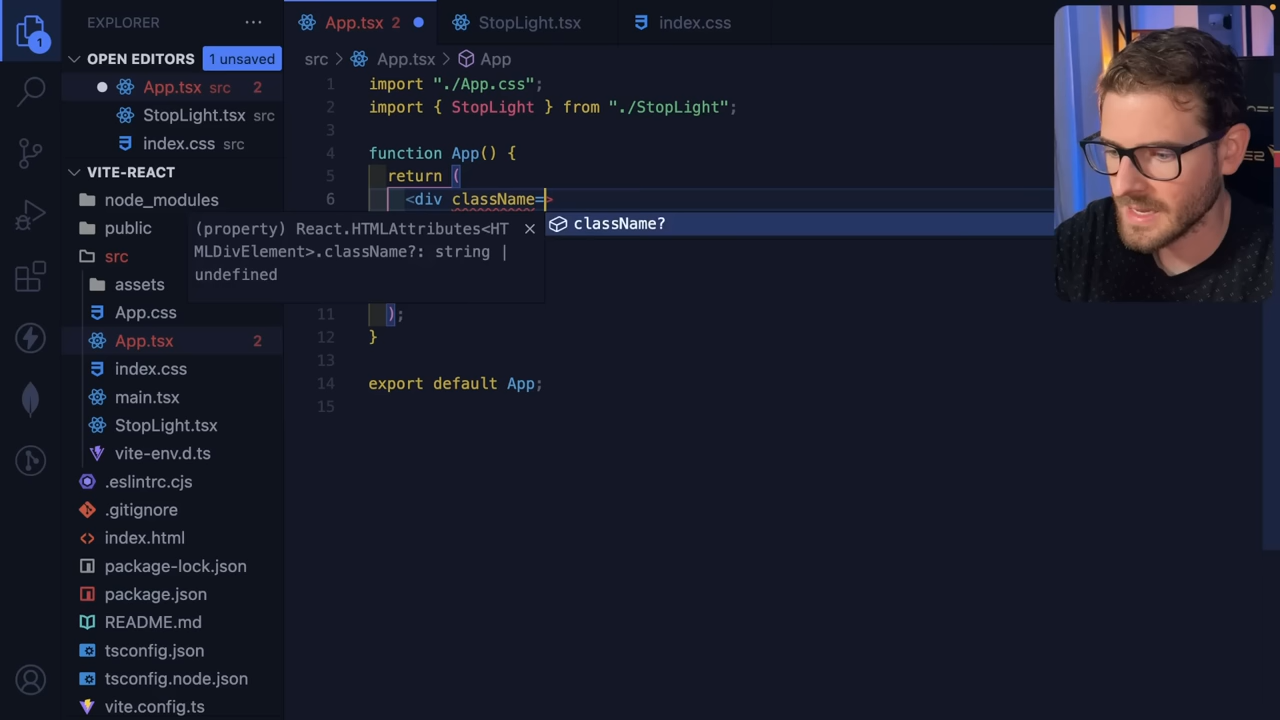 EXPLORER
OPEN EDITORS 1 unsaved
App.tsx src 2
StopLight.tsx src
index.css src
VITE-REACT
node_modules
public
src
assets
App.css
App.tsx 2
index.css
main.tsx
StopLight.tsx
vite-env.d.ts
.eslintrc.cjs
.gitignore
index.html
package-lock.json
package.json
README.md
tsconfig.json
tsconfig.node.json
vite.config.ts
1
App.tsx 2 StopLight.tsx index.css
src > App.tsx > App
1 import "./App.css";
2 import { StopLight } from "./StopLight";
3
4 function App() {
5 return (
6 <div className=>
className?
(property) React.HTMLAttributes<HT
MLDivElement>.className?: string |
undefined
11 );
12 }
13
14 export default App;
15